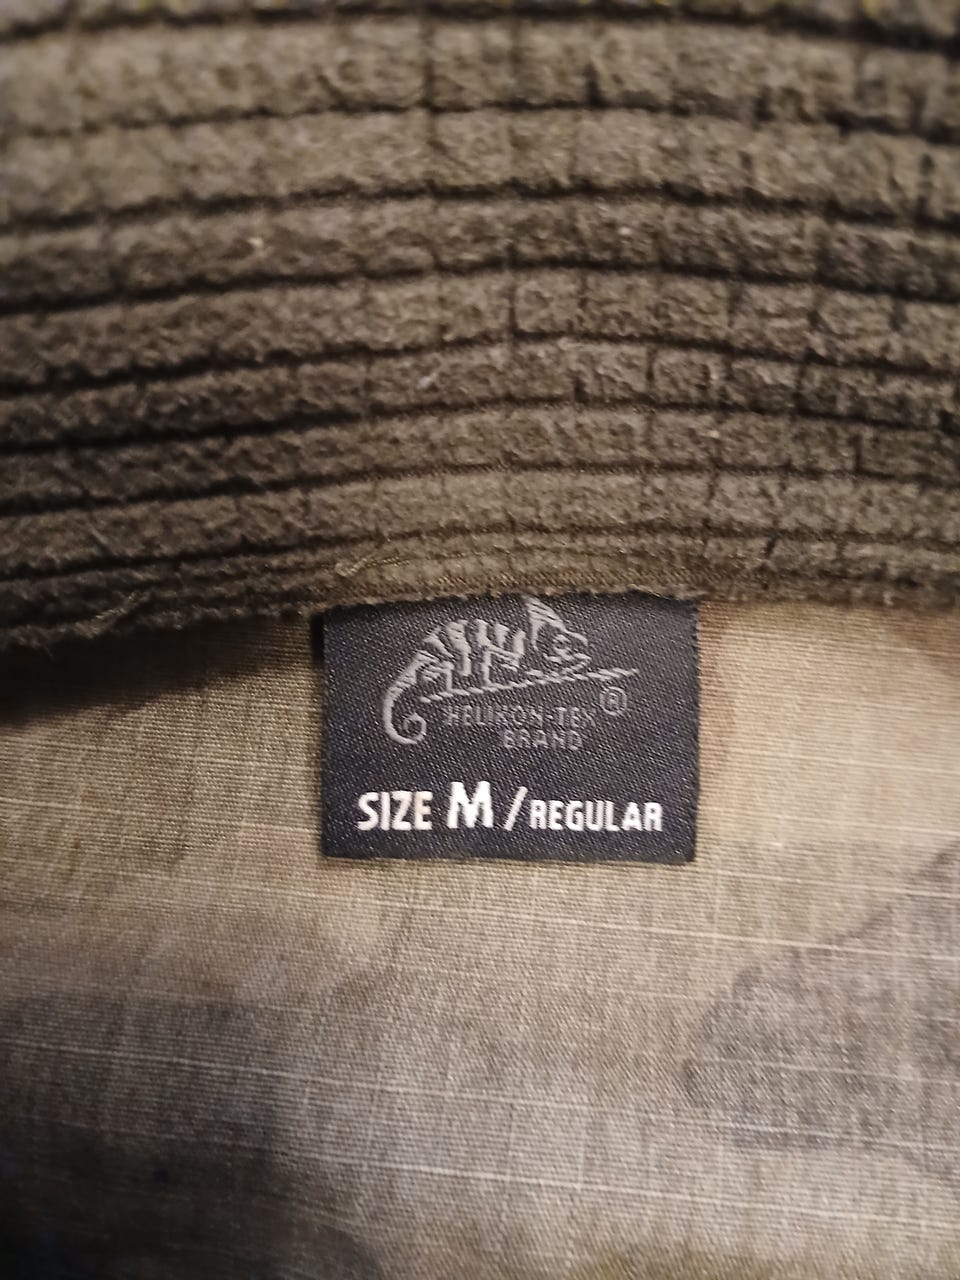 HELIKON-TEX ®
BRAND
SIZE M/REGULAR